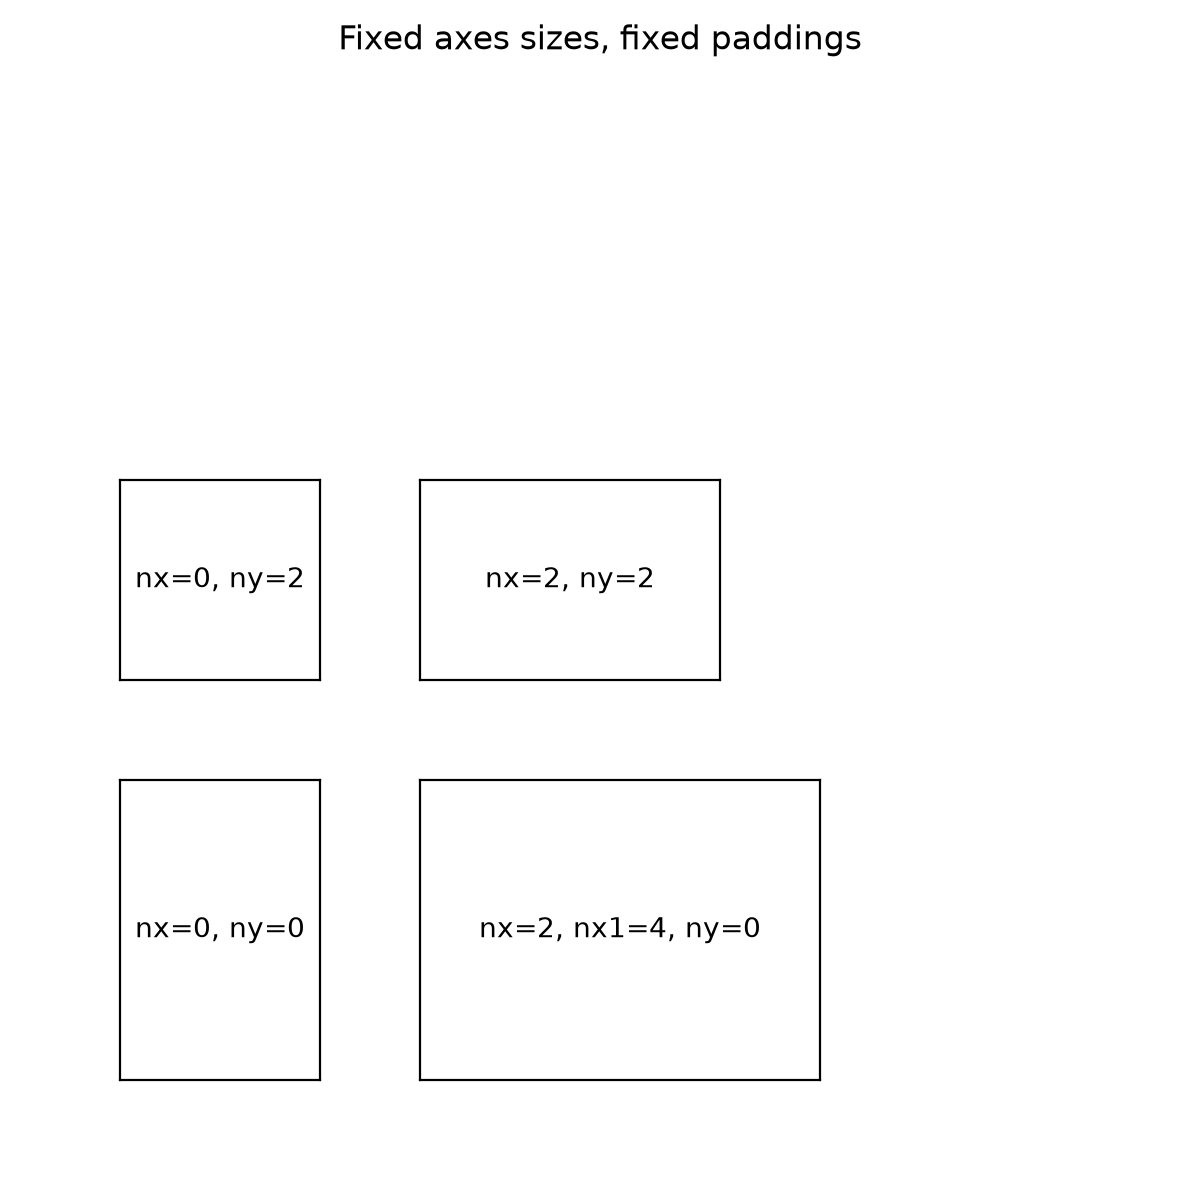 Fixed axes sizes, fixed paddings
nx=0, ny=2
nx=2, ny=2
nx=0, ny=0
nx=2, nx1=4, ny=0